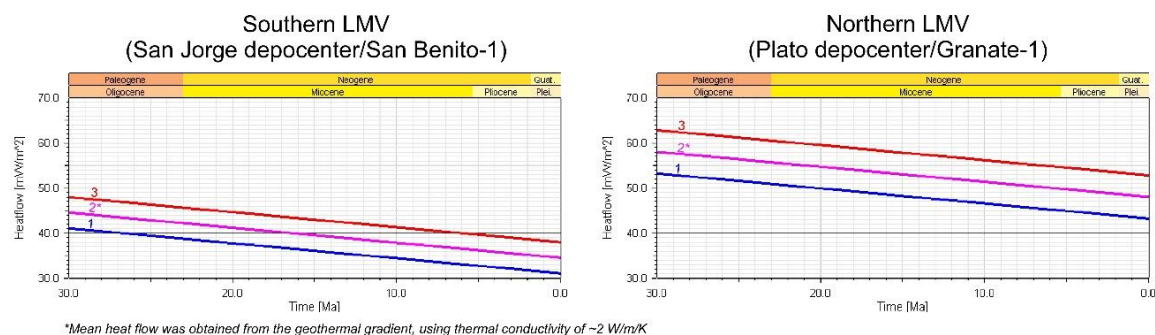 Southern LMV
(San Jorge depocenter/San Benito-1)
Paleogene Neogene Quat.
Oligocene Miocene Pliocene Plei.
70.0
60.0
50.0
40.0
30.0
Heatflow [mW/m^2]
3
2*
1
30.0 20.0 10.0 0.0
Time [Ma]
Northern LMV
(Plato depocenter/Granate-1)
Paleogene Neogene Quat.
Oligocene Miocene Pliocene Plei.
70.0
60.0
50.0
40.0
30.0
Heatflow [mW/m^2]
3
2*
1
30.0 20.0 10.0 0.0
Time [Ma]
*Mean heat flow was obtained from the geothermal gradient, using thermal conductivity of ~2 W/m/K